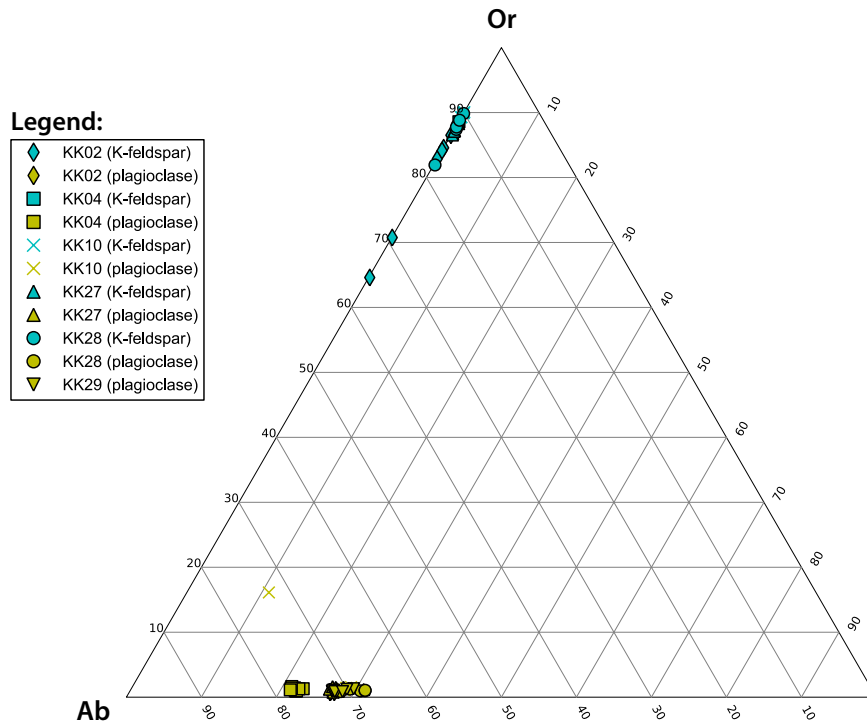 Or
Legend:
KK02 (K-feldspar)
KK02 (plagioclase)
KK04 (K-feldspar)
KK04 (plagioclase)
KK10 (K-feldspar)
KK10 (plagioclase)
KK27 (K-feldspar)
KK27 (plagioclase)
KK28 (K-feldspar)
KK28 (plagioclase)
KK29 (plagioclase)
90
80
70
60
50
40
30
20
10
10
20
30
40
50
60
70
80
90
Ab
90
80
70
60
50
40
30
20
10